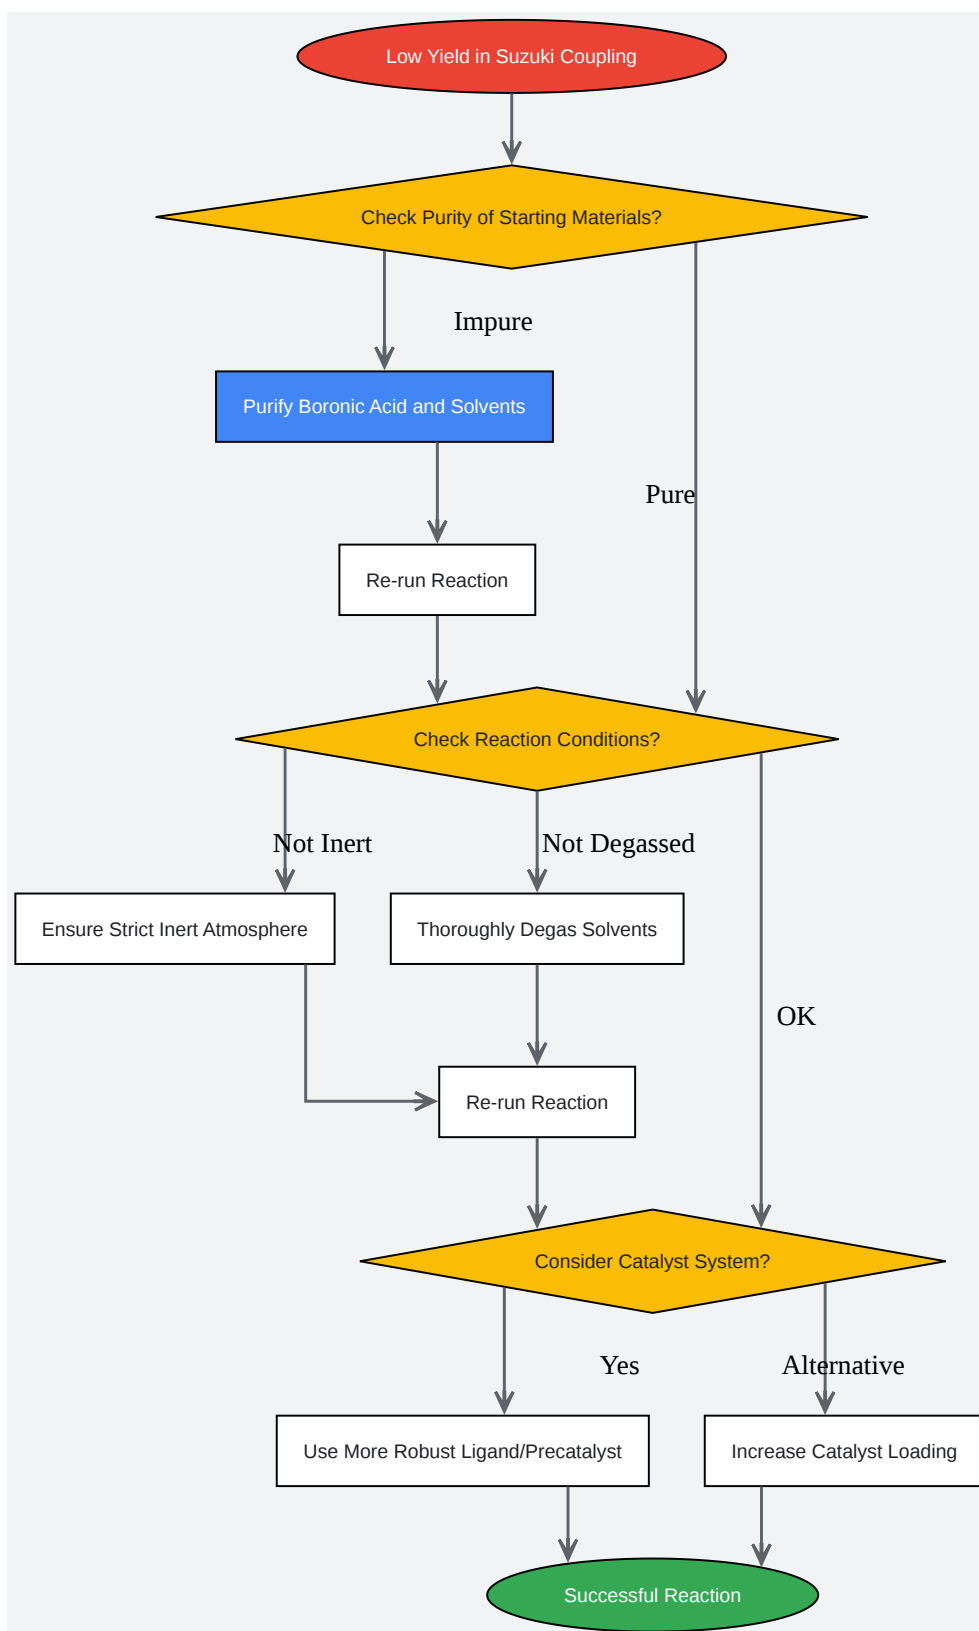 Low Yield in Suzuki Coupling
Check Purity of Starting Materials?
Impure
Purify Boronic Acid and Solvents
Pure
Re-run Reaction
Check Reaction Conditions?
Not Inert
Not Degassed
Ensure Strict Inert Atmosphere
Thoroughly Degas Solvents
OK
Re-run Reaction
Consider Catalyst System?
Yes
Alternative
Use More Robust Ligand/Precatalyst
Increase Catalyst Loading
Successful Reaction